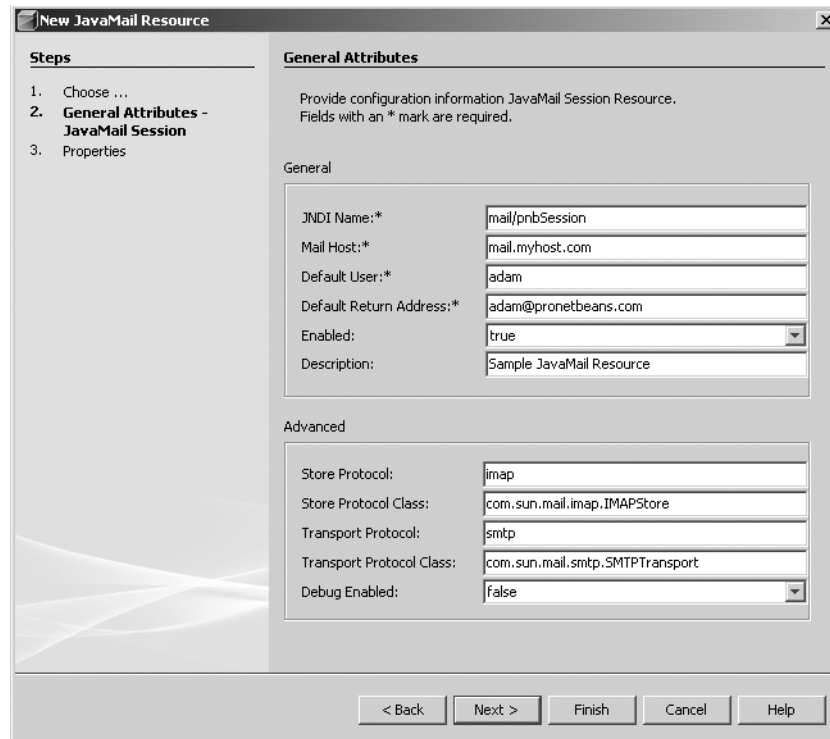 New JavaMail Resource
Steps
1. Choose ...
2. General Attributes -
JavaMail Session
3. Properties
General Attributes
Provide configuration information JavaMail Session Resource.
Fields with an * mark are required.
General
JNDI Name:* mail/pnbSession
Mail Host:* mail.myhost.com
Default User:* adam
Default Return Address:* adam@pronetbeans.com
Enabled: true
Description: Sample JavaMail Resource
Advanced
Store Protocol: imap
Store Protocol Class: com.sun.mail.imap.IMAPStore
Transport Protocol: smtp
Transport Protocol Class: com.sun.mail.smtp.SMTPTransport
Debug Enabled: false
< Back Next > Finish Cancel Help